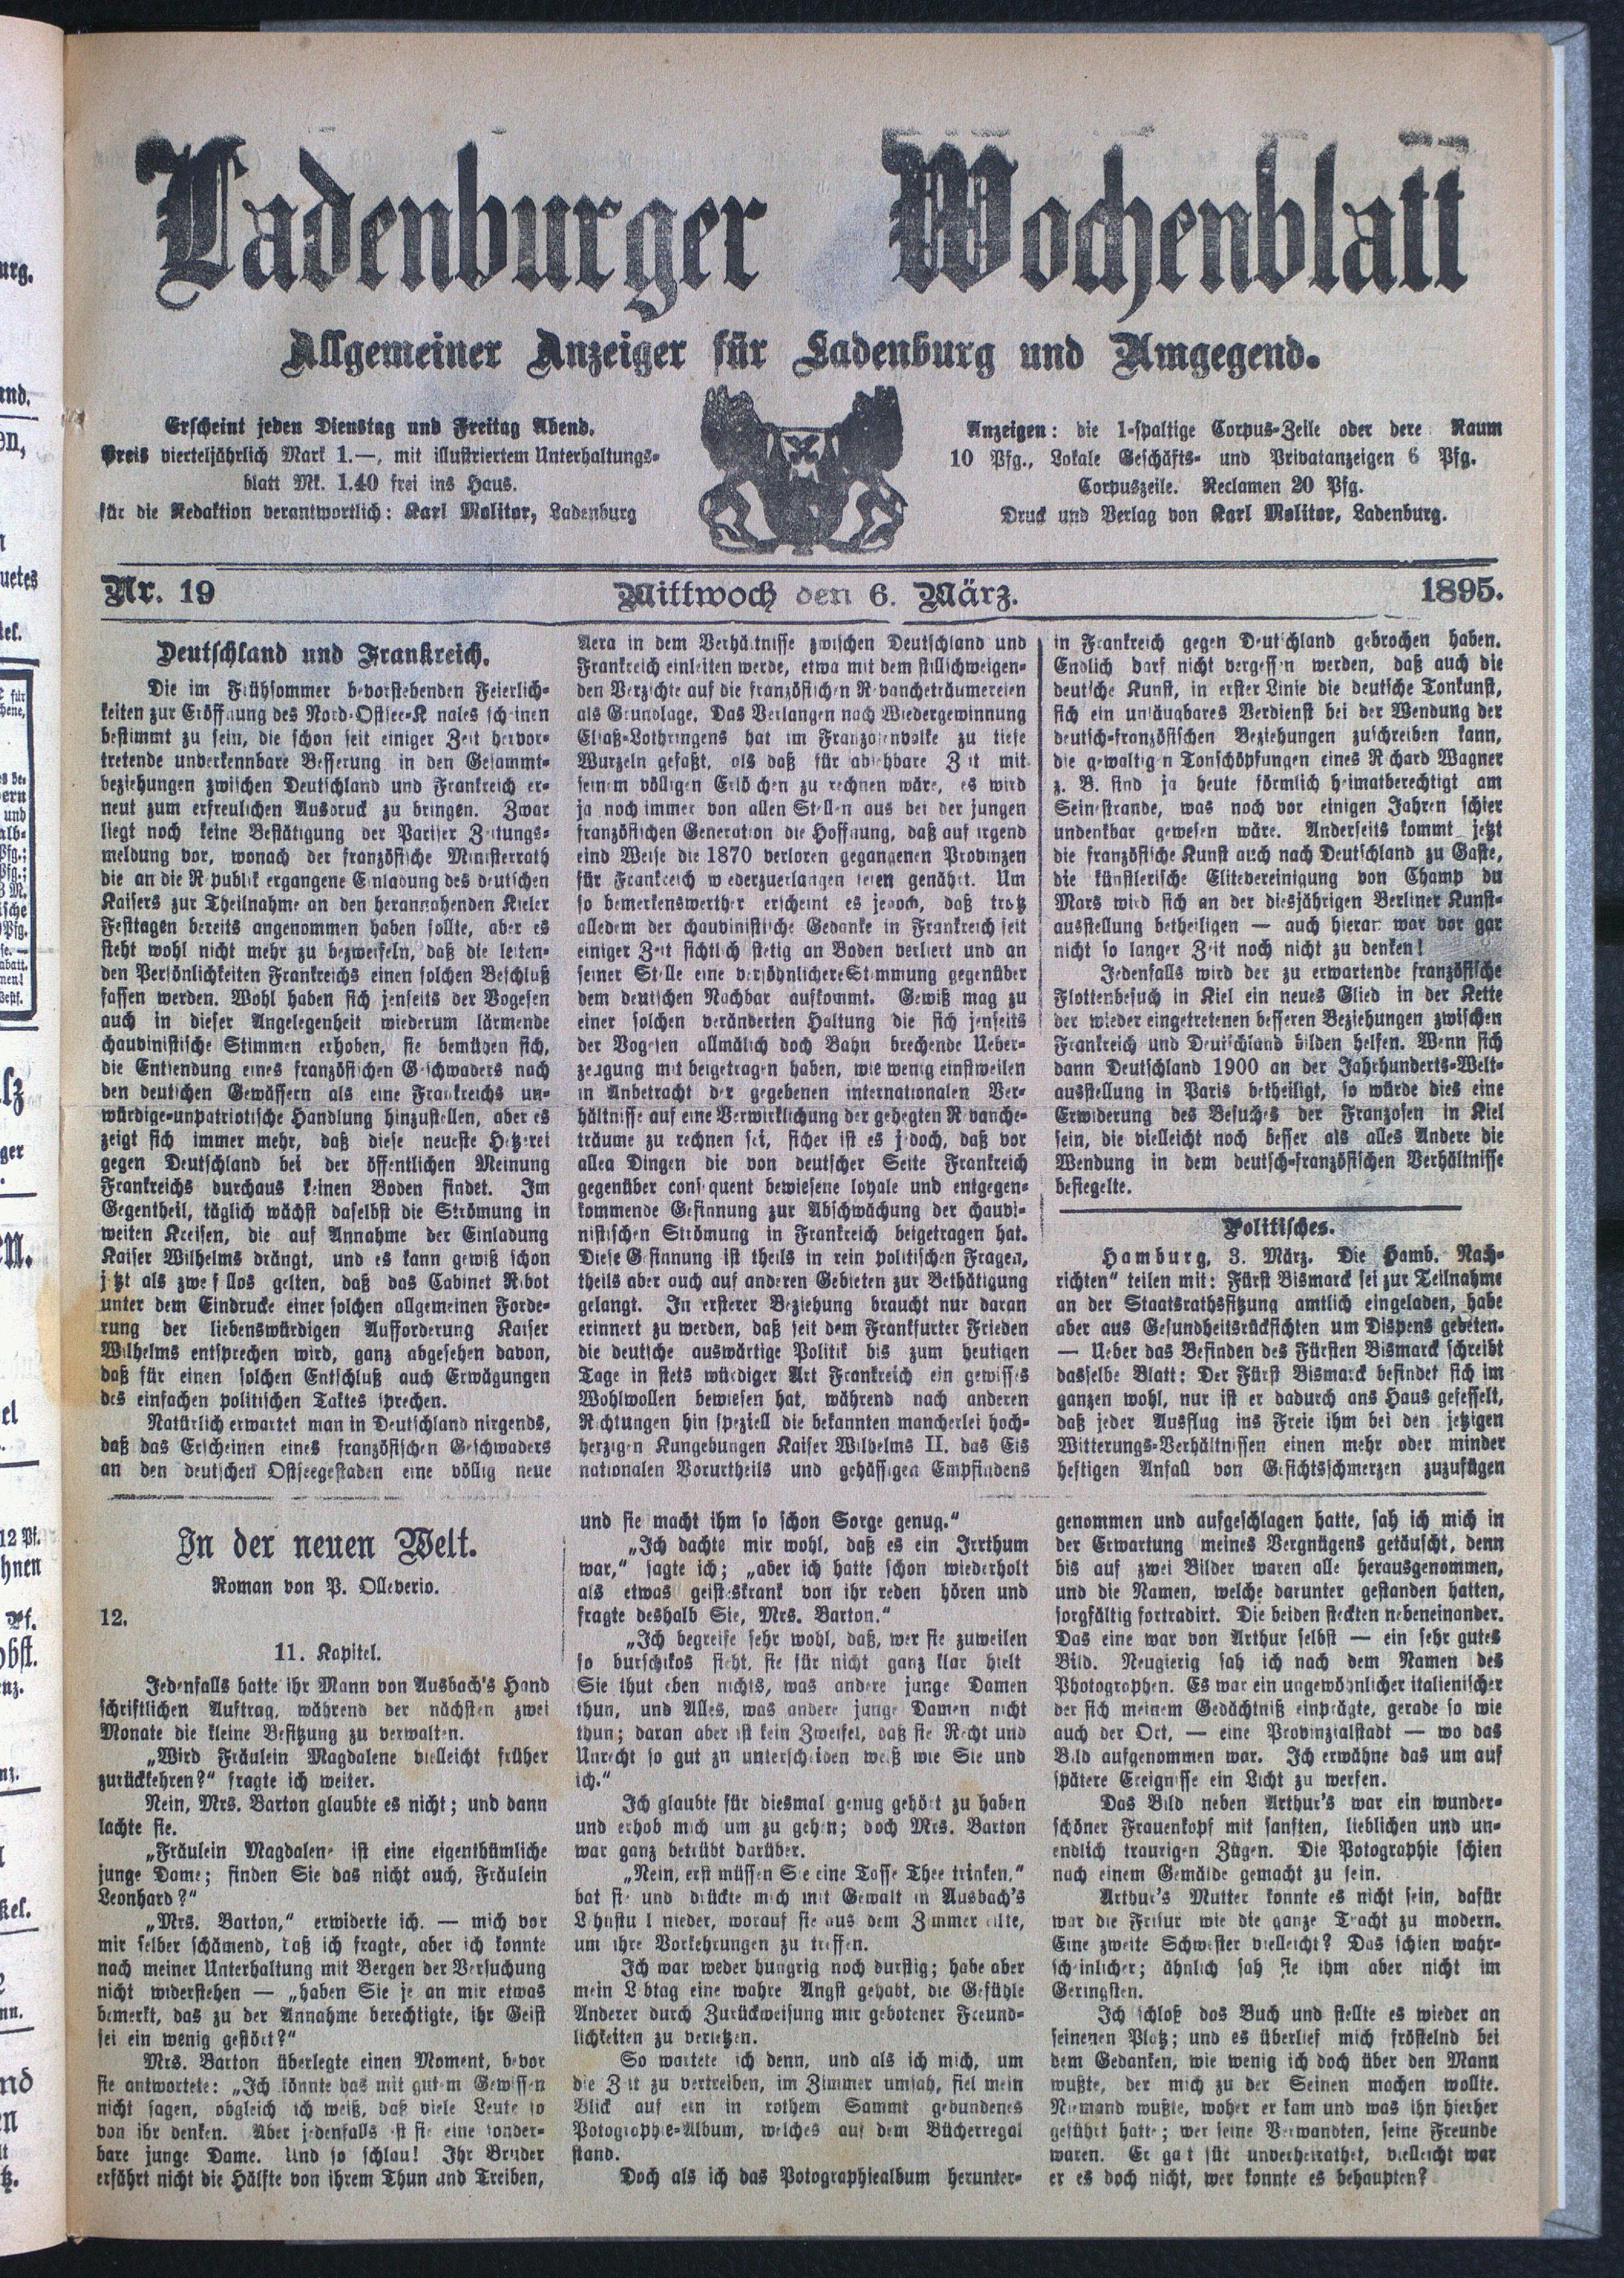 Ladenburger Wochenblatt
Allgemeiner Anzeiger für Ladenburg und Umgegend.
Erscheint jeden Dienstag und Freitag Abend.
Preis vierteljährlich Mark 1.—, mit illustriertem Unterhaltungs-
blatt Mk. 1.40 frei ins Haus.
für die Redaktion verantwortlich: Karl Molitor, Ladenburg
Anzeigen: die 1-spaltige Corpus-Zeile oder dere Raum
10 Pfg., Lokale Geschäfts- und Privatanzeigen 6 Pfg.
Corpuszeile. Reclamen 20 Pfg.
Druck und Verlag von Karl Molitor, Ladenburg.
Nr. 19
Mittwoch den 6. März.
1895.
Deutschland und Frankreich.
Die im Frühsommer bevorstehenden Feierlich-
keiten zur Eröffnung des Nord-Ostsee-K nales scheinen
bestimmt zu sein, die schon seit einiger Zeit hervor-
tretende unverkennbare Besserung in den Gesammt-
beziehungen zwischen Deutschland und Frankreich er-
neut zum erfreulichen Ausdruck zu bringen. Zwar
liegt noch keine Bestätigung der Pariser Zeitungs-
meldung vor, wonach der französische Ministerrath
die an die Republik ergangene Einladung des deutschen
Kaisers zur Theilnahme an den herannahenden Kieler
Festtagen bereits angenommen haben sollte, aber es
steht wohl nicht mehr zu bezweifeln, daß die leiten-
den Persönlichkeiten Frankreichs einen solchen Beschluß
fassen werden. Wohl haben sich jenseits der Vogesen
auch in dieser Angelegenheit wiederum lärmende
chauvinistische Stimmen erhoben, sie bemühen sich,
die Entsendung eines französischen Geschwaders nach
den deutschen Gewässern als eine Frankreichs un-
würdige-unpatriotische Handlung hinzustellen, aber es
zeigt sich immer mehr, daß diese neueste Hetzerei
gegen Deutschland bei der öffentlichen Meinung
Frankreichs durchaus keinen Boden findet. Im
Gegentheil, täglich wächst daselbst die Strömung in
weiten Kreisen, die auf Annahme der Einladung
Kaiser Wilhelms drängt, und es kann gewiß schon
jetzt als zweifellos gelten, daß das Cabinet Ribot
unter dem Eindrucke einer solchen allgemeinen Forde-
rung der liebenswürdigen Aufforderung Kaiser
Wilhelms entsprechen wird, ganz abgesehen davon,
daß für einen solchen Entschluß auch Erwägungen
des einfachen politischen Taktes sprechen.
Natürlich erwartet man in Deutschland nirgends,
daß das Erscheinen eines französischen Geschwaders
an den deutschen Ostseegestaden eine völlig neue
Aera in dem Verhältnisse zwischen Deutschland und
Frankreich einleiten werde, etwa mit dem stillschweigen-
den Verzichte auf die französischen Revancheträumereien
als Grundlage. Das Verlangen nach Wiedergewinnung
Elsaß-Lothringens hat im Franzosenvolke zu tiefe
Wurzeln gefaßt, als daß für absehbare Zeit mit
seinem völligen Erlöschen zu rechnen wäre, es wird
ja noch immer von allen Stellen aus bei der jungen
französischen Generation die Hoffnung, daß auf irgend
eind Weise die 1870 verloren gegangenen Provinzen
für Frankreich wiederzuerlangen seien genährt. Um
so bemerkenswerther erscheint es jedoch, daß trotz
alledem der chauvinistische Gedanke in Frankreich seit
einiger Zeit sichtlich stetig an Boden verliert und an
seiner Stelle eine versöhnlichere Stimmung gegenüber
dem deutschen Nachbar aufkommt. Gewiß mag zu
einer solchen veränderten Haltung die sich jenseits
der Vogesen allmälich doch Bahn brechende Ueber-
zeugung mit beigetragen haben, wie wenig einstweilen
in Anbetracht der gegebenen internationalen Ver-
hältnisse auf eine Verwirklichung der gehegten Revanche-
träume zu rechnen sei, sicher ist es jedoch, daß vor
allea Dingen die von deutscher Seite Frankreich
gegenüber consequent bewiesene loyale und entgegen-
kommende Gesinnung zur Abschwächung der chauvi-
nistischen Strömung in Frankreich beigetragen hat.
Diese Gesinnung ist theils in rein politischen Fragen,
theils aber auch auf anderen Gebieten zur Bethätigung
gelangt. In ersterer Beziehung braucht nur daran
erinnert zu werden, daß seit dem Frankfurter Frieden
die deutsche auswärtige Politik bis zum heutigen
Tage in stets würdiger Art Frankreich ein gewisses
Wohlwollen bewiesen hat, während nach anderen
Richtungen hin speziell die bekannten mancherlei hoch-
herzigen Kungebungen Kaiser Wilhelms II. das Eis
nationalen Vorurtheils und gehässigen Empfindens
in Frankreich gegen Deutschland gebrochen haben.
Endlich darf nicht vergessen werden, daß auch die
deutsche Kunst, in erster Linie die deutsche Tonkunst,
sich ein unläugbares Verdienst bei der Wendung der
deutsch-französischen Beziehungen zuschreiben kann,
die gewaltigen Tonschöpfungen eines Richard Wagner
z. B. sind ja heute förmlich heimatberechtigt am
Seinestrande, was noch vor einigen Jahren schier
undenkbar gewesen wäre. Anderseits kommt jetzt
die französische Kunst auch nach Deutschland zu Gaste,
die künstlerische Elitevereinigung von Champ du
Mars wird sich an der diesjährigen Berliner Kunst-
ausstellung betheiligen — auch hieran war vor gar
nicht so langer Zeit noch nicht zu denken!
Jedenfalls wird der zu erwartende französische
Flottenbesuch in Kiel ein neues Glied in der Kette
der wieder eingetretenen besseren Beziehungen zwischen
Frankreich und Deutschland bilden helfen. Wenn sich
dann Deutschland 1900 an der Jahrhunderts-Welt-
ausstellung in Paris betheiligt, so würde dies eine
Erwiderung des Besuches der Franzosen in Kiel
sein, die vielleicht noch besser als alles Andere die
Wendung in dem deutsch-französischen Verhältnisse
besiegelte.
Politisches.
Hamburg, 3. März. Die Hamb. Nach-
richten“ teilen mit: Fürst Bismarck sei zur Teilnahme
an der Staatsrathssitzung amtlich eingeladen, habe
aber aus Gesundheitsrücksichten um Dispens gebeten.
— Ueber das Befinden des Fürsten Bismarck schreibt
dasselbe Blatt: Der Fürst Bismarck befindet sich im
ganzen wohl, nur ist er dadurch ans Haus gefesselt,
daß jeder Ausflug ins Freie ihm bei den jetzigen
Witterungs-Verhältnissen einen mehr oder minder
heftigen Anfall von Gesichtsschmerzen zuzufügen
In der neuen Welt.
Roman von P. Olleverio.
12.
11. Kapitel.
Jedenfalls hatte ihr Mann von Ausbach's Hand
schriftlichen Auftrag, während der nächsten zwei
Monate die kleine Besitzung zu verwalten.
„Wird Fräulein Magdalene vielleicht früher
zurückkehren?“ fragte ich weiter.
Nein, Mrs. Barton glaubte es nicht; und dann
lachte sie.
„Fräulein Magdalene ist eine eigenthümliche
junge Dame; finden Sie das nicht auch, Fräulein
Leonhard?“
„Mrs. Barton,“ erwiderte ich. — mich vor
mir selber schämend, daß ich fragte, aber ich konnte
nach meiner Unterhaltung mit Bergen der Versuchung
nicht widerstehen — „haben Sie je an mir etwas
bemerkt, das zu der Annahme berechtigte, ihr Geist
sei ein wenig gestört?“
Mrs. Barton überlegte einen Moment, bevor
sie antwortete: „Ich könnte das mit gutem Gewissen
nicht sagen, obgleich ich weiß, daß viele Leute so
von ihr denken. Aber jedenfalls ist sie eine sonder-
bare junge Dame. Und so schlau! Ihr Bruder
erfährt nicht die Hälfte von ihrem Thun und Treiben,
und sie macht ihm so schon Sorge genug.“
„Ich dachte mir wohl, daß es ein Irrthum
war,“ sagte ich; „aber ich hatte schon wiederholt
als etwas geisteskrank von ihr reden hören und
fragte deshalb Sie, Mrs. Barton.“
„Ich begreife sehr wohl, daß, wer sie zuweilen
so burschikos sieht, sie für nicht ganz klar hielt
Sie thut eben nichts, was andere junge Damen
thun, und Alles, was andere junge Damen nicht
thun; daran aber ist kein Zweifel, daß sie Recht und
Unrecht so gut zn unterscheiden weiß wie Sie und
ich.“
Ich glaubte für diesmal genug gehört zu haben
und erhob mich um zu gehen; doch Mrs. Barton
war ganz betrübt darüber.
„Nein, erst müssen Sie eine Tasse Thee trinken,“
bat sie und drückte mich mit Gewalt in Ausbach's
Lehnstuhl nieder, worauf sie aus dem Zimmer eilte,
um ihre Vorkehrungen zu treffen.
Ich war weder hungrig noch durstig; habe aber
mein Lebtag eine wahre Angst gehabt, die Gefühle
Anderer durch Zurückweisung mir gebotener Freund-
lichkeiten zu verletzen.
So wartete ich denn, und als ich mich, um
die Zeit zu vertreiben, im Zimmer umsah, fiel mein
Blick auf ein in rothem Sammt gebundenes
Potographie-Album, welches auf dem Bücherregal
stand.
Doch als ich das Potographiealbum herunter-
genommen und aufgeschlagen hatte, sah ich mich in
der Erwartung meines Vergnügens getäuscht, denn
bis auf zwei Bilder waren alle herausgenommen,
und die Namen, welche darunter gestanden hatten,
sorgfältig fortradirt. Die beiden steckten nebeneinander.
Das eine war von Arthur selbst — ein sehr gutes
Bild. Neugierig sah ich nach dem Namen des
Photographen. Es war ein ungewöhnlicher italienischer
der sich meinem Gedächtniß einprägte, gerade so wie
auch der Ort, — eine Provinzialstadt — wo das
Bild aufgenommen war. Ich erwähne das um auf
spätere Ereignisse ein Licht zu werfen.
Das Bild neben Arthur's war ein wunder-
schöner Frauenkopf mit sanften, lieblichen und un-
endlich traurigen Zügen. Die Potographie schien
nach einem Gemälde gemacht zu sein.
Arthur's Mutter konnte es nicht sein, dafür
war die Frisur wie die ganze Tracht zu modern.
Eine zweite Schwester vielleicht? Das schien wahr-
scheinlicher; ähnlich sah sie ihm aber nicht im
Geringsten.
Ich schloß das Buch und stellte es wieder an
seinenen Platz; und es überlief mich fröstelnd bei
dem Gedanken, wie wenig ich doch über den Mann
wußte, der mich zu der Seinen machen wollte.
Niemand wußte, woher er kam und was ihn hierher
geführt hatte; wer seine Verwandten, seine Freunde
waren. Er galt für unverheirathet, vielleicht war
er es doch nicht, wer konnte es behaupten?